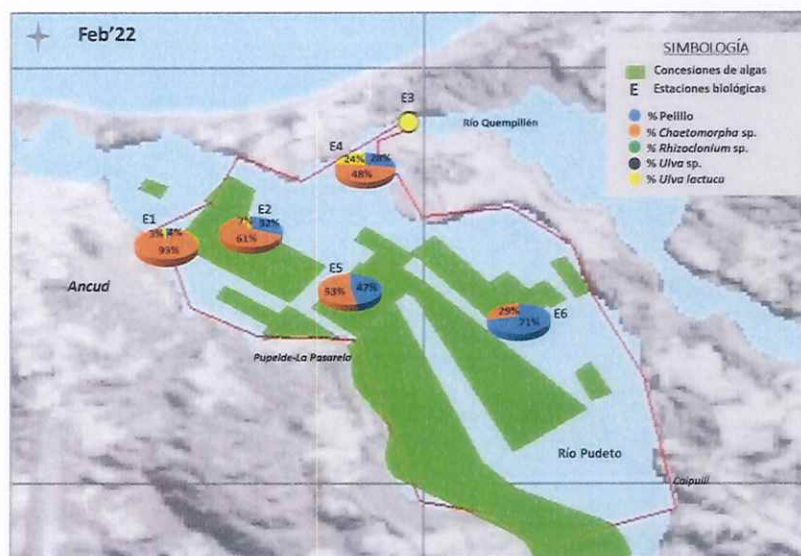 Feb'22
SIMBOLOGÍA
Concesiones de algas
E Estaciones biológicas
% Pelillo
% Chaetomorpha sp.
% Rhizoclonium sp.
% Ulva sp.
% Ulva lactuca
E3
Río Quempillén
E4
24% 28%
48%
E1
3% 4%
93%
E2
7% 32%
61%
Ancud
E5
53% 47%
E6
29%
71%
Pupelde-La Pasarela
Río Pudeto
Caipulli